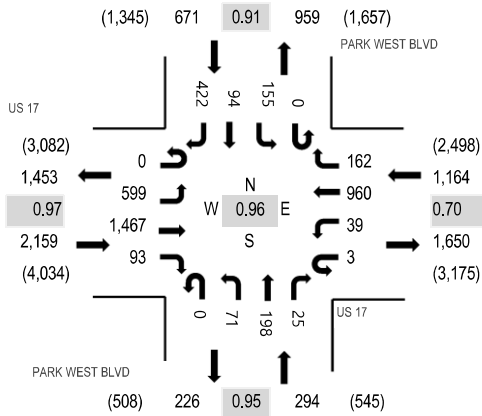 (1,345) 671 0.91 959 (1,657)
PARK WEST BLVD
US 17
422 94 155 0
(3,082) (2,498)
0 162
1,453 1,164
599 N 960
0.97 W 0.96 E 0.70
1,467 39
2,159 S 1,650
93 3
(4,034) (3,175)
0 71 198 25
US 17
PARK WEST BLVD
(508) 226 0.95 294 (545)